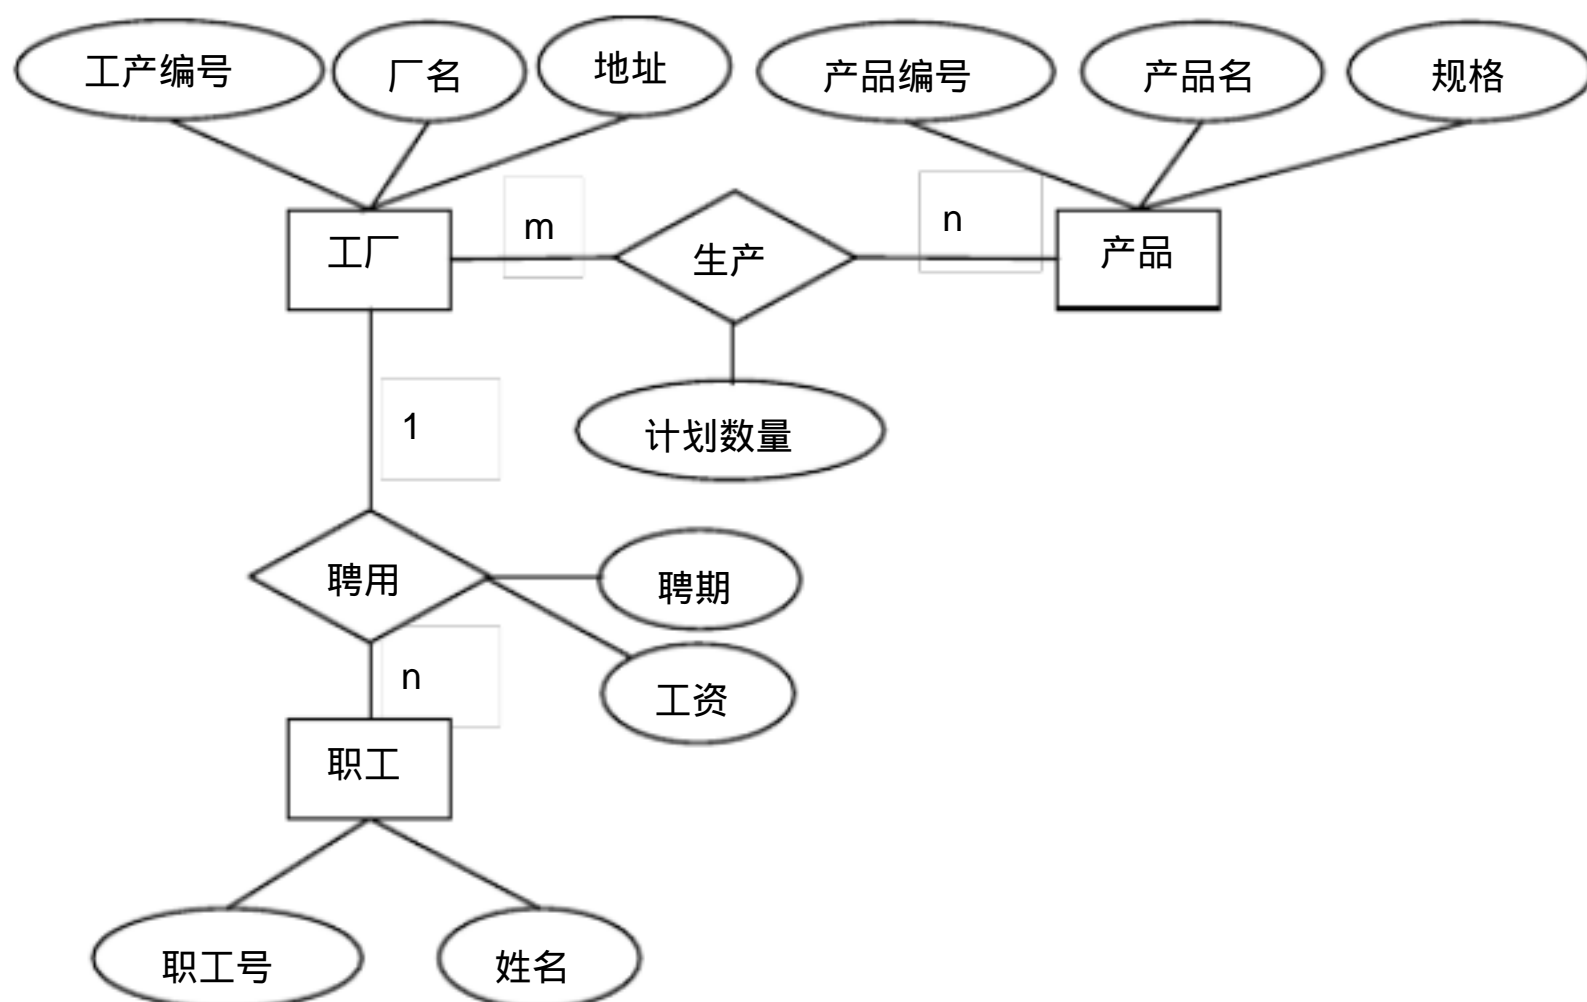 工产编号
厂名
地址
产品编号
产品名
规格
工厂
m
生产
n
产品
1
计划数量
聘用
聘期
n
工资
职工
职工号
姓名